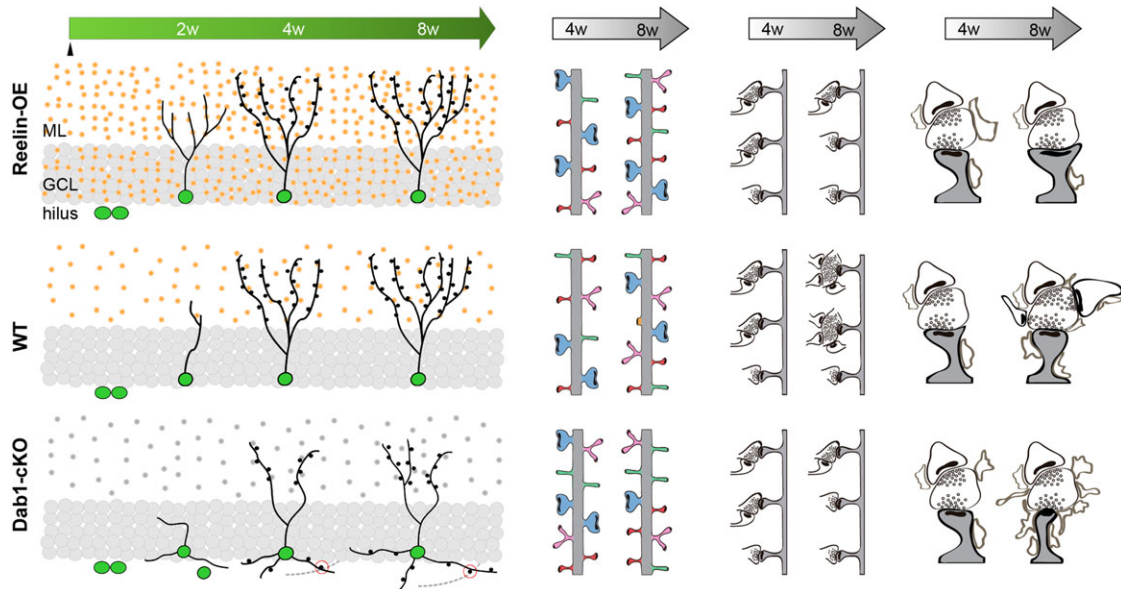 2w 4w 8w 4w 8w 4w 8w 4w 8w
Reelin-OE
ML
GCL
hilus
WT
Dab1-cKO